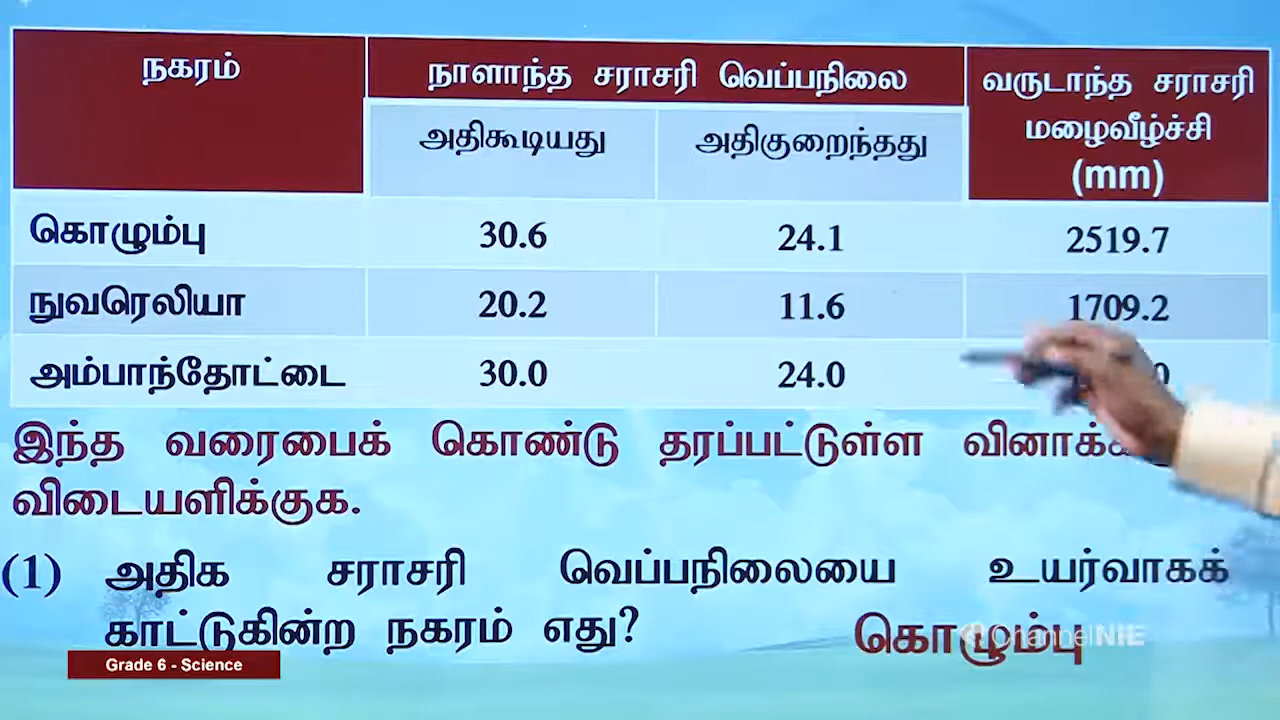 நகரம்
நாளாந்த சராசரி வெப்பநிலை
வருடாந்த சராசரி
மழைவீழ்ச்சி
(mm)
அதிகூடியது
அதிகுறைந்தது
கொழும்பு 30.6 24.1 2519.7
நுவரெலியா 20.2 11.6 1709.2
அம்பாந்தோட்டை 30.0 24.0
இந்த வரைபைக் கொண்டு தரப்பட்டுள்ள
விடையளிக்குக.
(1) அதிக சராசரி வெப்பநிலையை உயர்வாகக்
காட்டுகின்ற நகரம் எது? கொழும்பு
ChannelNIE
Grade 6 - Science